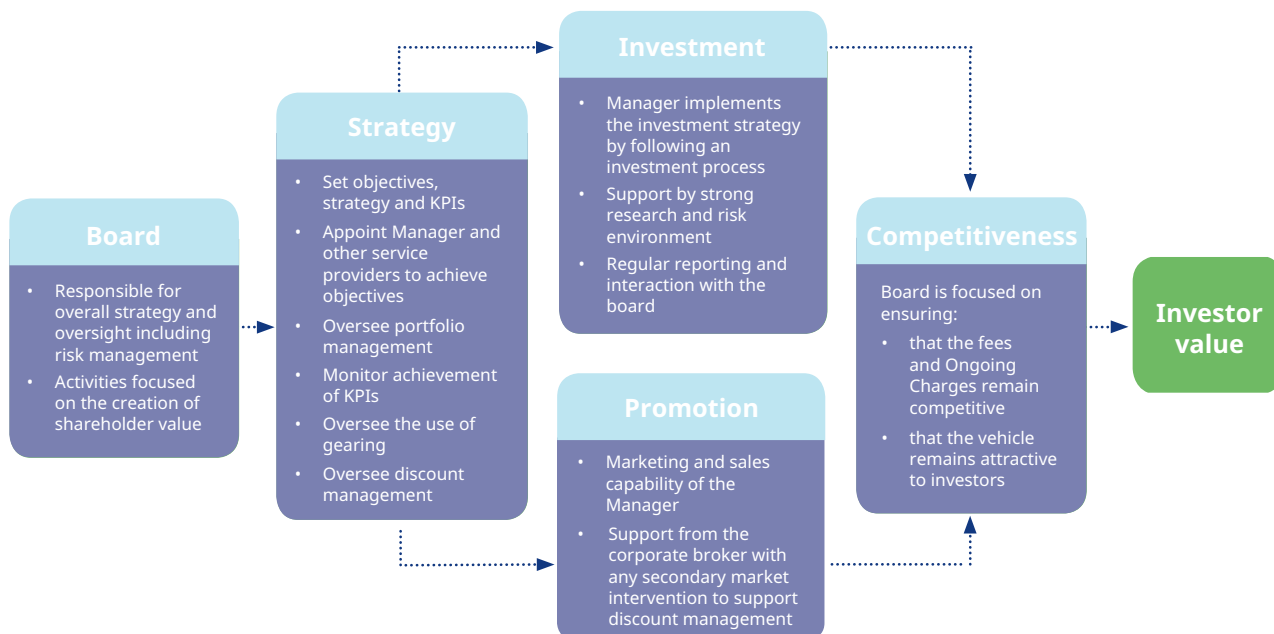 Board
• Responsible for
overall strategy and
oversight including
risk management
• Activities focused
on the creation of
shareholder value
Strategy
• Set objectives,
strategy and KPIs
• Appoint Manager and
other service
providers to achieve
objectives
• Oversee portfolio
management
• Monitor achievement
of KPIs
• Oversee the use of
gearing
• Oversee discount
management
Investment
• Manager implements
the investment strategy
by following an
investment process
• Support by strong
research and risk
environment
• Regular reporting and
interaction with the
board
Promotion
• Marketing and sales
capability of the
Manager
• Support from the
corporate broker with
any secondary market
intervention to support
discount management
Competitiveness
Board is focused on
ensuring:
• that the fees
and Ongoing
Charges remain
competitive
• that the vehicle
remains attractive
to investors
Investor
value